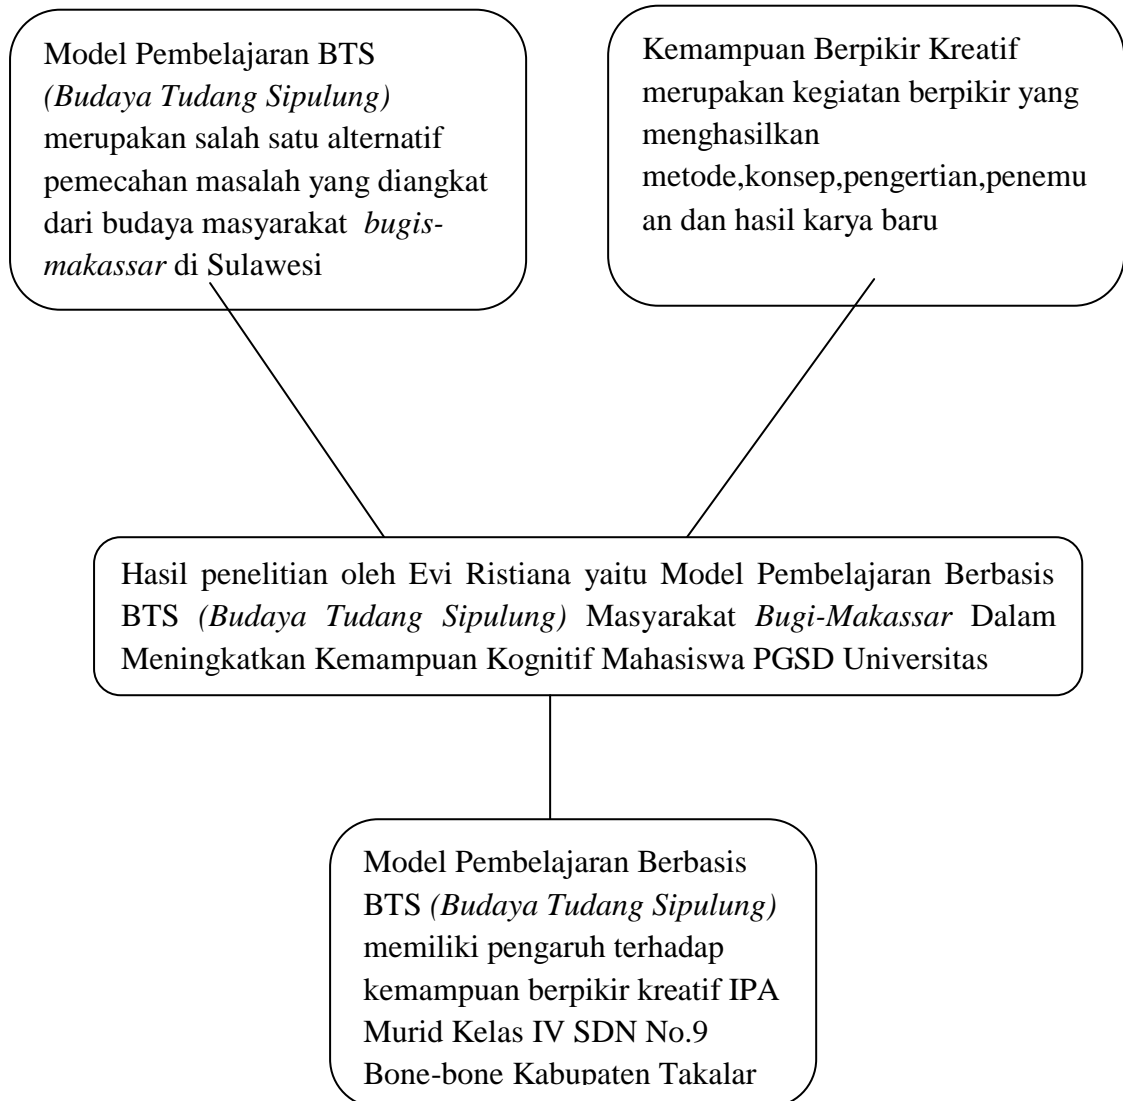 Model Pembelajaran BTS
(Budaya Tudang Sipulung)
merupakan salah satu alternatif
pemecahan masalah yang diangkat
dari budaya masyarakat bugis-
makassar di Sulawesi
Kemampuan Berpikir Kreatif
merupakan kegiatan berpikir yang
menghasilkan
metode,konsep,pengertian,penemu
an dan hasil karya baru
Hasil penelitian oleh Evi Ristiana yaitu Model Pembelajaran Berbasis
BTS (Budaya Tudang Sipulung) Masyarakat Bugi-Makassar Dalam
Meningkatkan Kemampuan Kognitif Mahasiswa PGSD Universitas
Model Pembelajaran Berbasis
BTS (Budaya Tudang Sipulung)
memiliki pengaruh terhadap
kemampuan berpikir kreatif IPA
Murid Kelas IV SDN No.9
Bone-bone Kabupaten Takalar